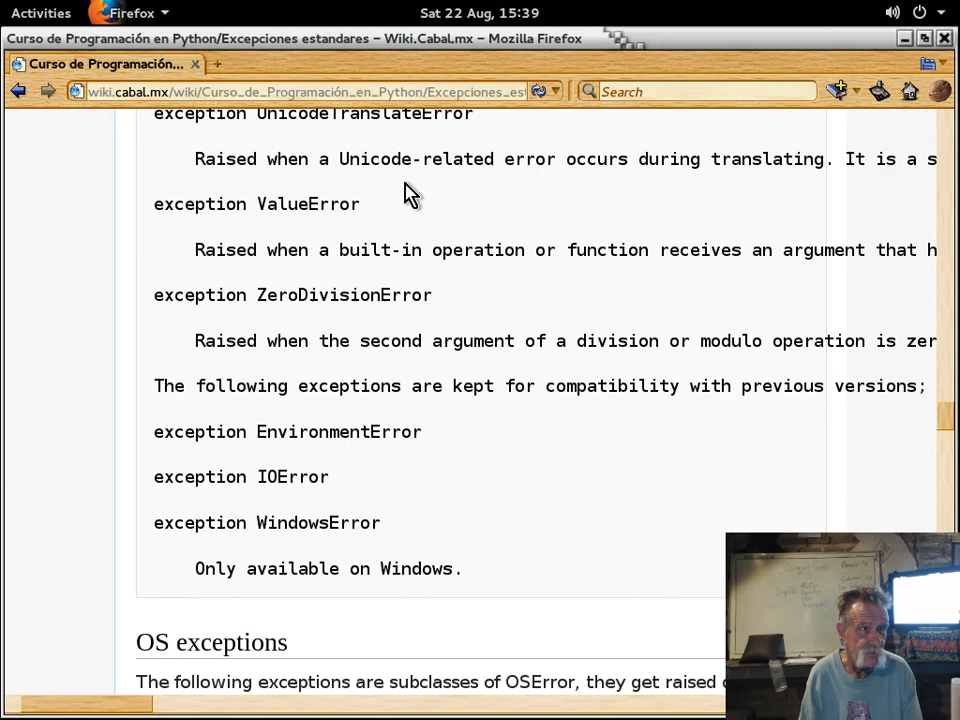 Activities Firefox Sat 22 Aug, 15:39
Curso de Programación en Python/Excepciones estandares – Wiki.Cabal.mx – Mozilla Firefox
Curso de Programación...
wiki.cabal.mx/wiki/Curso_de_Programación_en_Python/Excepciones_est Search
exception UnicodeTranslateError
Raised when a Unicode-related error occurs during translating. It is a s
exception ValueError
Raised when a built-in operation or function receives an argument that h
exception ZeroDivisionError
Raised when the second argument of a division or modulo operation is zer
The following exceptions are kept for compatibility with previous versions;
exception EnvironmentError
exception IOError
exception WindowsError
Only available on Windows.
OS exceptions
The following exceptions are subclasses of OSError, they get raised